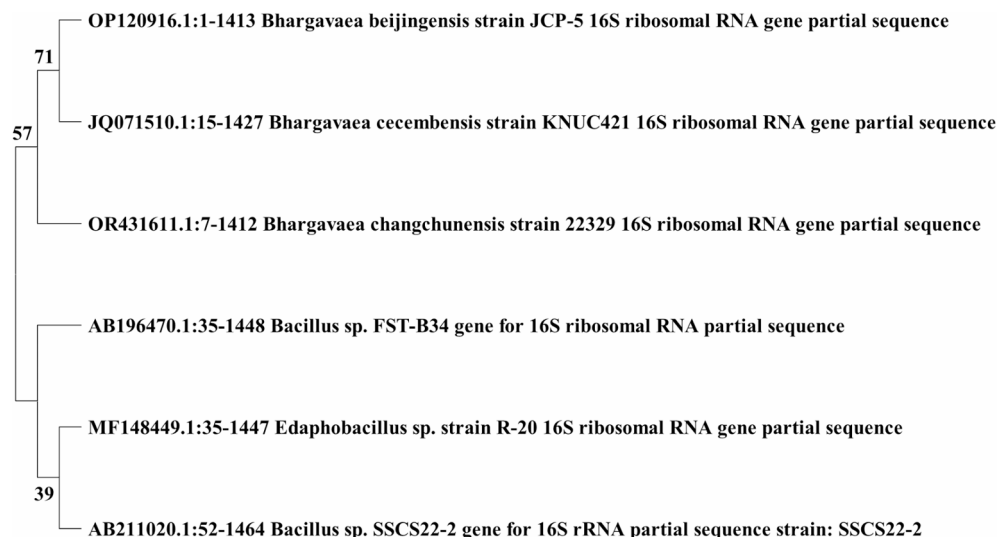 OP120916.1:1-1413 Bhargavaea beijingensis strain JCP-5 16S ribosomal RNA gene partial sequence
71
JQ071510.1:15-1427 Bhargavaea cecembensis strain KNUC421 16S ribosomal RNA gene partial sequence
57
OR431611.1:7-1412 Bhargavaea changchunensis strain 22329 16S ribosomal RNA gene partial sequence
AB196470.1:35-1448 Bacillus sp. FST-B34 gene for 16S ribosomal RNA partial sequence
MF148449.1:35-1447 Edaphobacillus sp. strain R-20 16S ribosomal RNA gene partial sequence
39
AB211020.1:52-1464 Bacillus sp. SSCS22-2 gene for 16S rRNA partial sequence strain: SSCS22-2